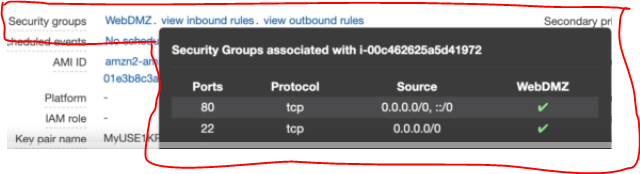 Security groups WebDMZ. view inbound rules. view outbound rules Secondary pri
cheduled events No schedu
Security Groups associated with i-00c462625a5d41972
AMI ID amzn2-am
01e3b8c3a
Ports Protocol Source WebDMZ
Platform - 80 tcp 0.0.0.0/0, ::/0 ✔
IAM role - 22 tcp 0.0.0.0/0 ✔
Key pair name MyUSE1KP